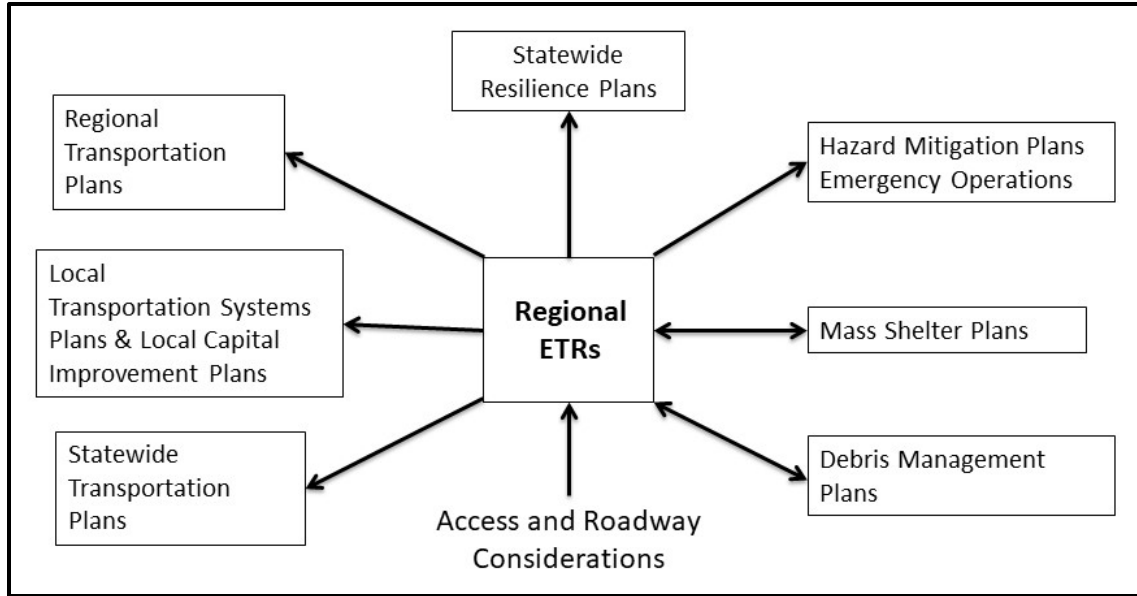 Statewide
Resilience Plans
Regional
Transportation
Plans
Hazard Mitigation Plans
Emergency Operations
Local
Transportation Systems
Plans & Local Capital
Improvement Plans
Regional
ETRs
Mass Shelter Plans
Statewide
Transportation
Plans
Debris Management
Plans
Access and Roadway
Considerations